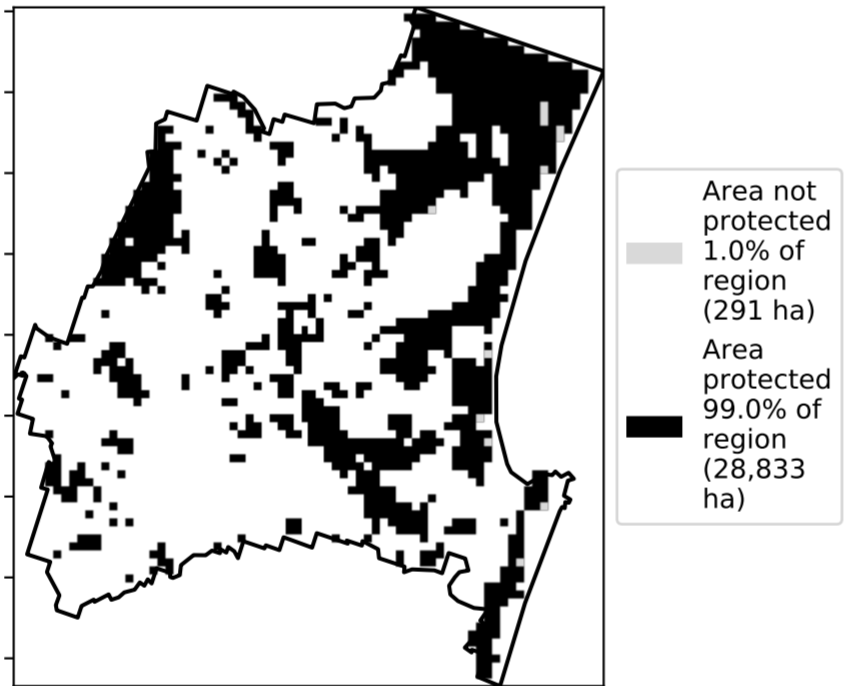 Area not
protected
1.0% of
region
(291 ha)
Area
protected
99.0% of
region
(28,833
ha)